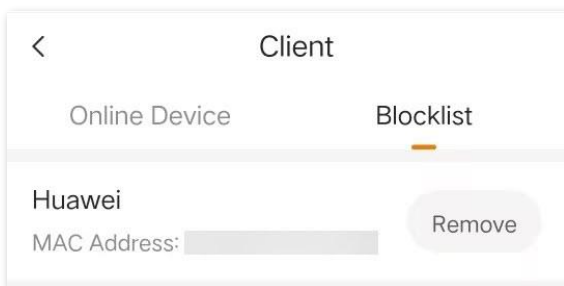 Client
Online Device Blocklist
Huawei
Remove
MAC Address: